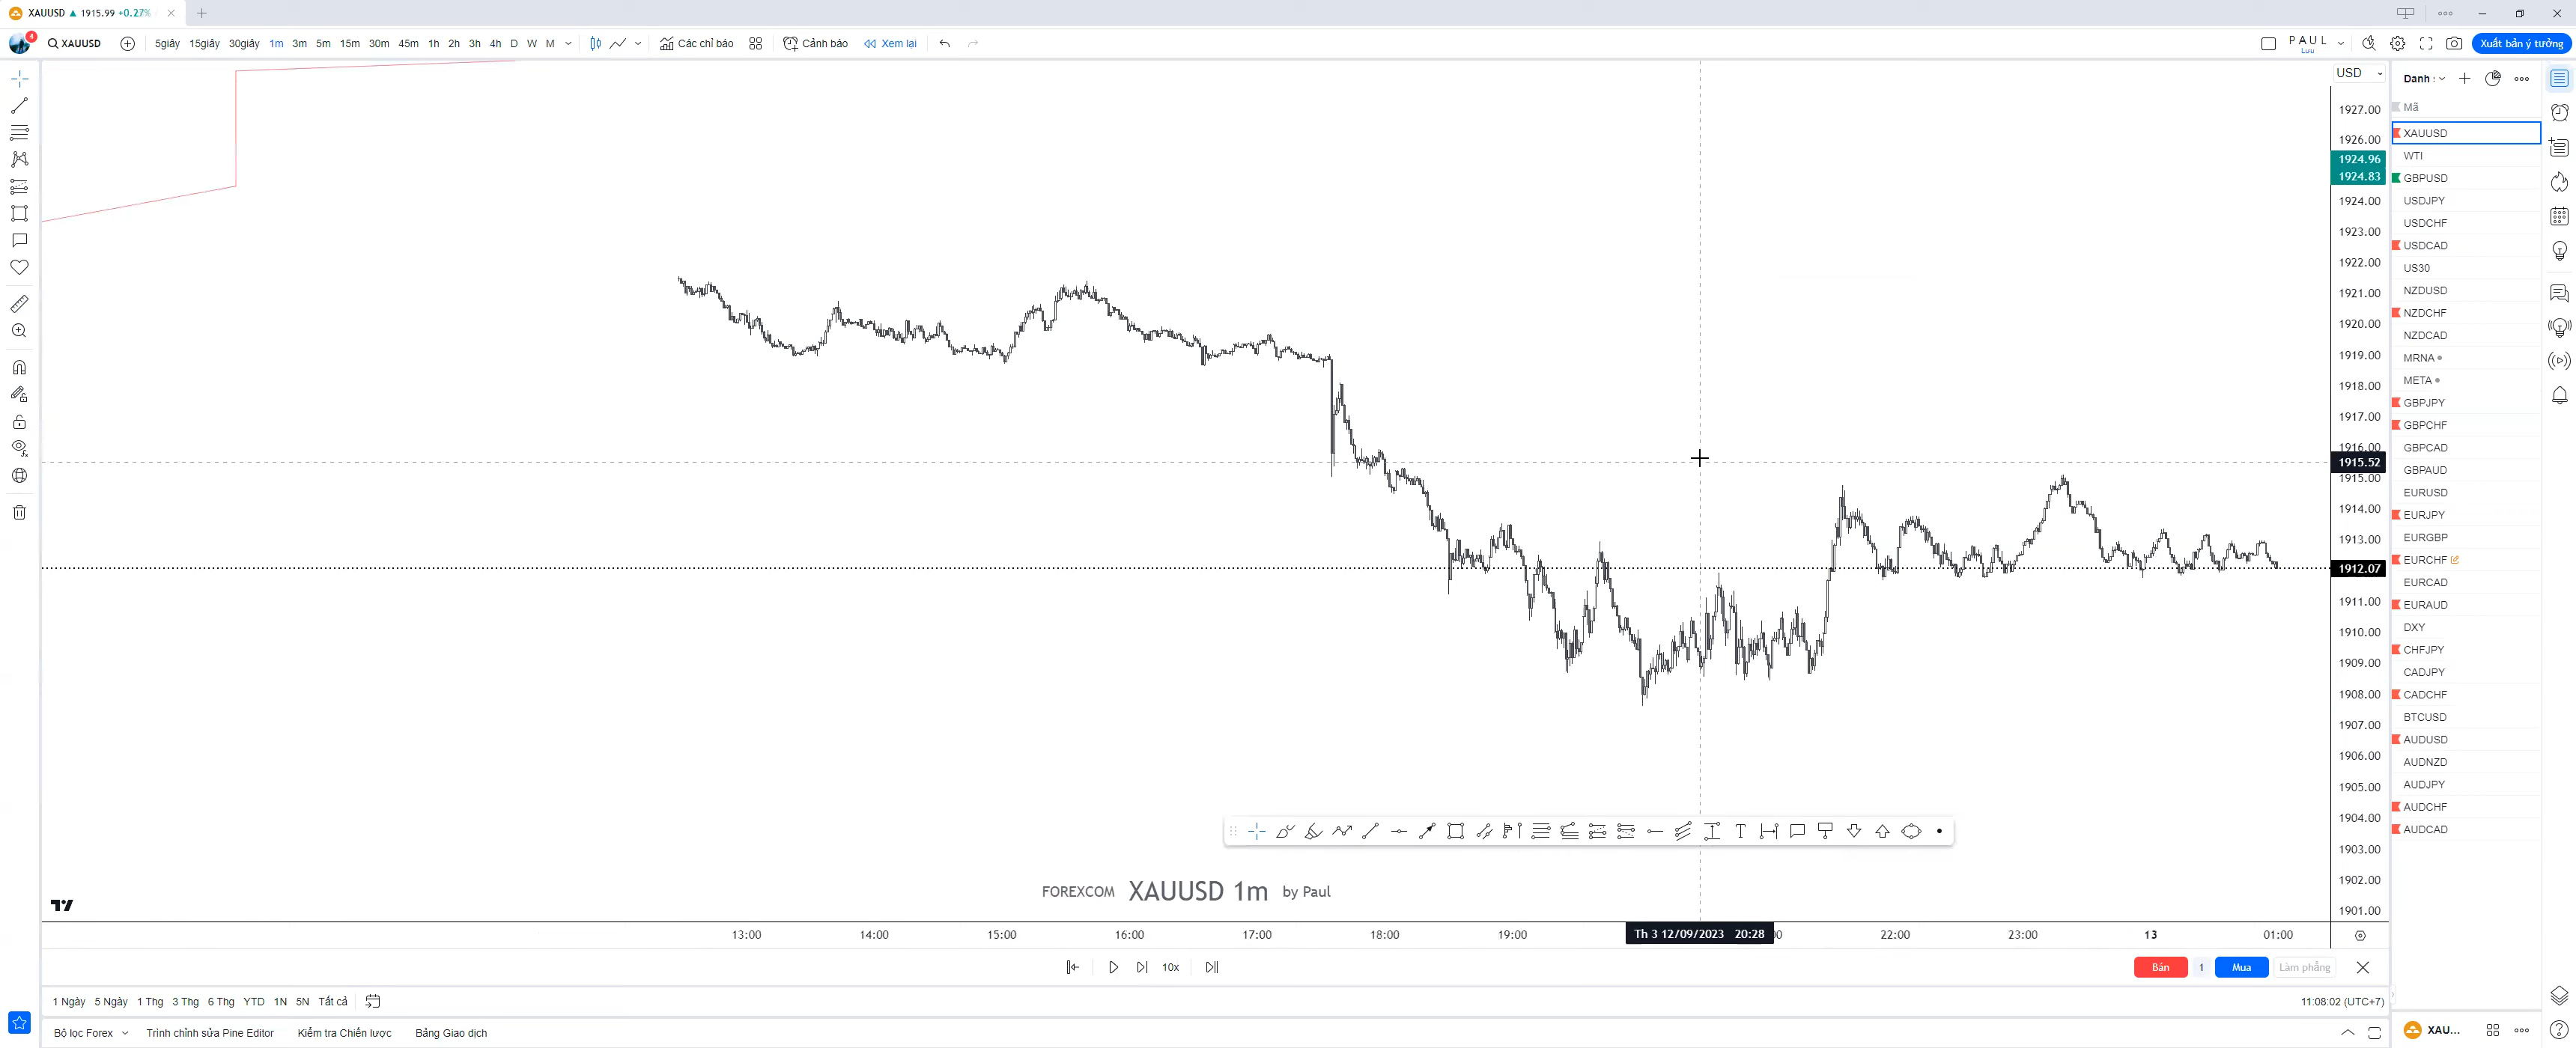 XAUUSD ▲ 1915.99 +0.27%
4 XAUUSD 5giây 15giây 30giây 1m 3m 5m 15m 30m 45m 1h 2h 3h 4h D W M Các chỉ báo Cảnh báo Xem lại PAUL Lưu Xuất bản ý tưởng
USD
1927.00
1926.00
1924.96
1924.83
1924.00
1923.00
1922.00
1921.00
1920.00
1919.00
1918.00
1917.00
1916.00
1915.52
1915.00
1914.00
1913.00
1912.07
1911.00
1910.00
1909.00
1908.00
1907.00
1906.00
1905.00
1904.00
1903.00
1902.00
1901.00
Danh
Mã
XAUUSD
WTI
GBPUSD
USDJPY
USDCHF
USDCAD
US30
NZDUSD
NZDCHF
NZDCAD
MRNA
META
GBPJPY
GBPCHF
GBPCAD
GBPAUD
EURUSD
EURJPY
EURGBP
EURCHF
EURCAD
EURAUD
DXY
CHFJPY
CADJPY
CADCHF
BTCUSD
AUDUSD
AUDNZD
AUDJPY
AUDCHF
AUDCAD
FOREXCOM XAUUSD 1m by Paul
13:00 14:00 15:00 16:00 17:00 18:00 19:00 Th 3 12/09/2023 20:28 22:00 23:00 13 01:00
10x Bán 1 Mua Làm phẳng
1 Ngày 5 Ngày 1 Thg 3 Thg 6 Thg YTD 1N 5N Tất cả 11:08:02 (UTC+7)
Bộ lọc Forex Trình chỉnh sửa Pine Editor Kiểm tra Chiến lược Bảng Giao dịch XAU...